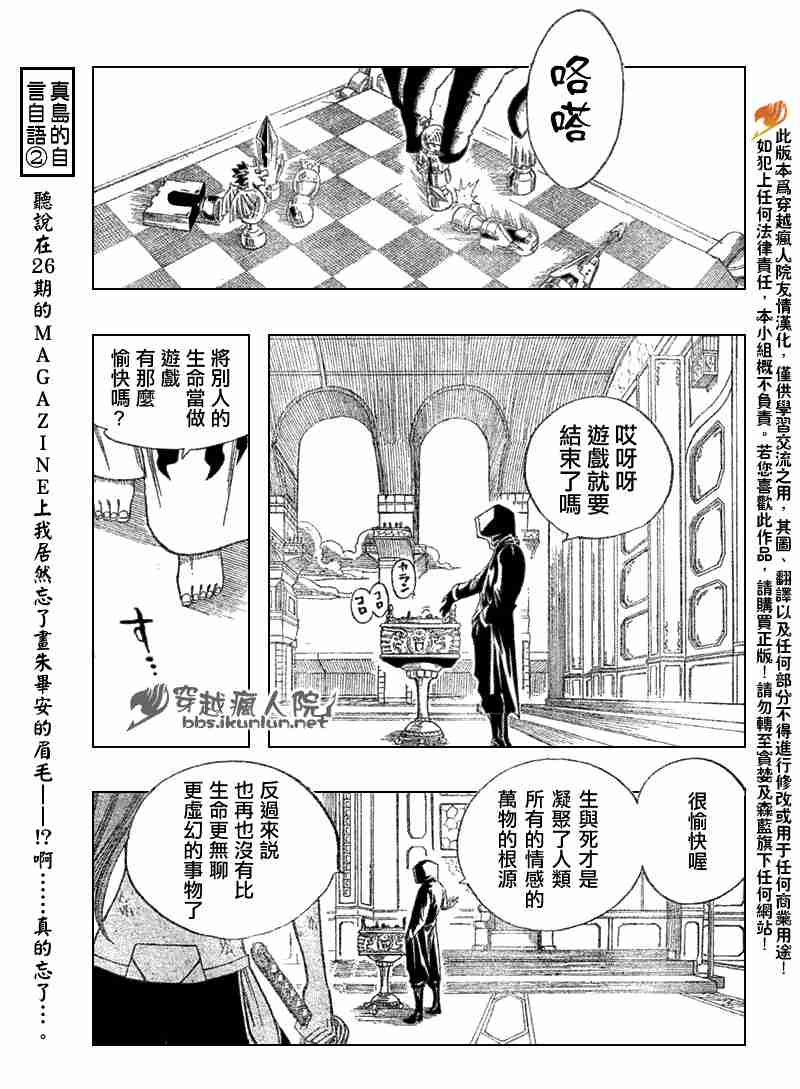 此版本爲穿越瘋人院友情漢化，僅供學習交流之用，其圖、翻譯以及任何部分不得進行修改或用于任何商業用途！
如犯上任何法律責任，本小組概不負責。若您喜歡此作品，請購買正版！請勿轉至貪婪及森藍旗下任何網站！
咯嗒
哎呀呀
遊戲就要
結束了嗎
カラン
コロ
コロ
將別人的
生命當做
遊戲
有那麼
愉快嗎？
す…
穿越瘋人院
bbs.ikunlun.net
很愉快喔
生與死才是
凝聚了人類
所有的情感的
萬物的根源
反過來說
也再也沒有比
生命更無聊
更虛幻的事物
了
真島的自
言自語②
聽說在26期的MAGAZINE上我居然忘了畫朱畢安的眉毛——!?啊……真的忘了…。